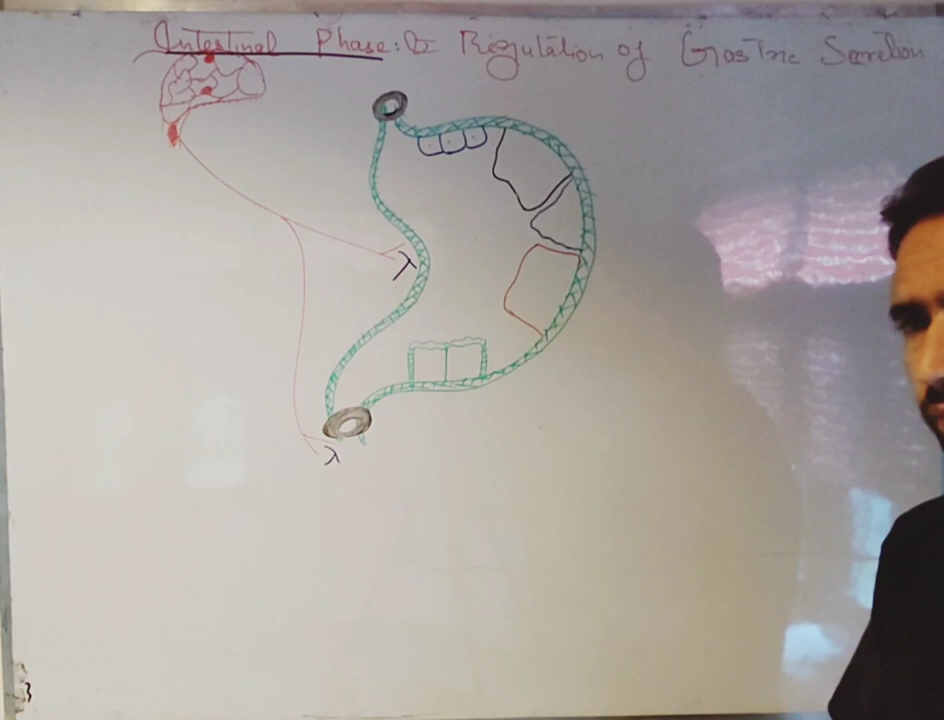 Intestinal Phase: Regulation of Gastric Secretion
λ
λ